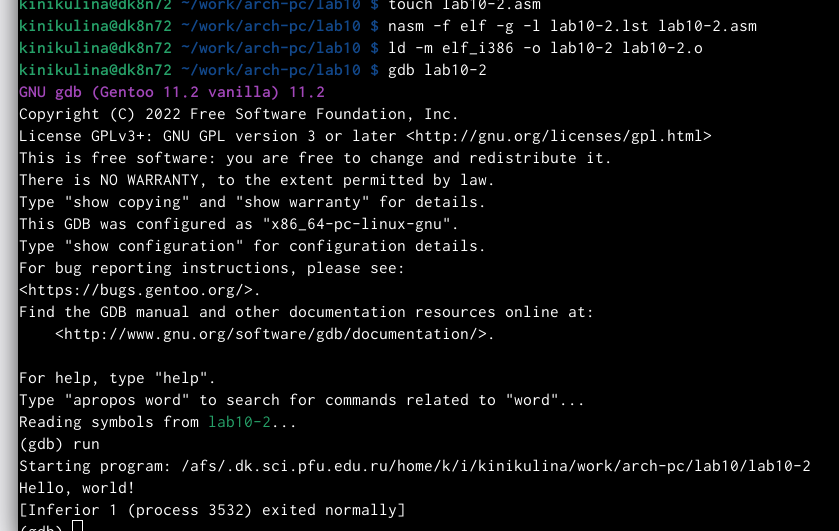 kinikulina@dk8n72 ~/work/arch-pc/lab10 $ touch lab10-2.asm
kinikulina@dk8n72 ~/work/arch-pc/lab10 $ nasm -f elf -g -l lab10-2.lst lab10-2.asm
kinikulina@dk8n72 ~/work/arch-pc/lab10 $ ld -m elf_i386 -o lab10-2 lab10-2.o
kinikulina@dk8n72 ~/work/arch-pc/lab10 $ gdb lab10-2
GNU gdb (Gentoo 11.2 vanilla) 11.2
Copyright (C) 2022 Free Software Foundation, Inc.
License GPLv3+: GNU GPL version 3 or later <http://gnu.org/licenses/gpl.html>
This is free software: you are free to change and redistribute it.
There is NO WARRANTY, to the extent permitted by law.
Type "show copying" and "show warranty" for details.
This GDB was configured as "x86_64-pc-linux-gnu".
Type "show configuration" for configuration details.
For bug reporting instructions, please see:
<https://bugs.gentoo.org/>.
Find the GDB manual and other documentation resources online at:
    <http://www.gnu.org/software/gdb/documentation/>.

For help, type "help".
Type "apropos word" to search for commands related to "word"...
Reading symbols from lab10-2...
(gdb) run
Starting program: /afs/.dk.sci.pfu.edu.ru/home/k/i/kinikulina/work/arch-pc/lab10/lab10-2
Hello, world!
[Inferior 1 (process 3532) exited normally]
(gdb)